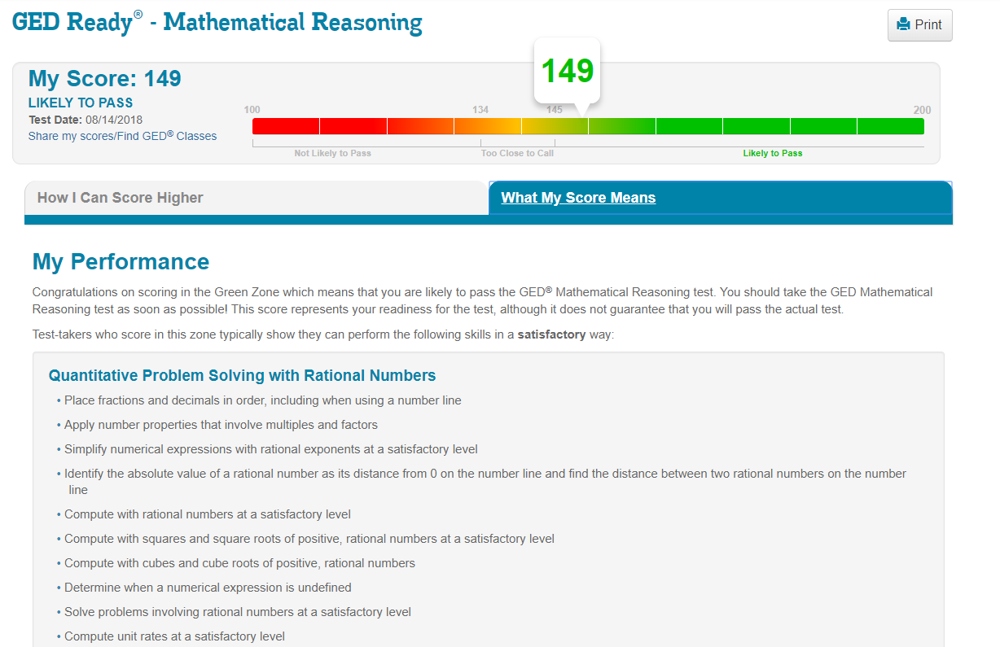 GED Ready® - Mathematical Reasoning
Print
My Score: 149
LIKELY TO PASS
Test Date: 08/14/2018
Share my scores/Find GED® Classes
149
100 134 145 200
Not Likely to Pass Too Close to Call Likely to Pass
How I Can Score Higher
What My Score Means
My Performance
Congratulations on scoring in the Green Zone which means that you are likely to pass the GED® Mathematical Reasoning test. You should take the GED Mathematical
Reasoning test as soon as possible! This score represents your readiness for the test, although it does not guarantee that you will pass the actual test.
Test-takers who score in this zone typically show they can perform the following skills in a satisfactory way:
Quantitative Problem Solving with Rational Numbers
• Place fractions and decimals in order, including when using a number line
• Apply number properties that involve multiples and factors
• Simplify numerical expressions with rational exponents at a satisfactory level
• Identify the absolute value of a rational number as its distance from 0 on the number line and find the distance between two rational numbers on the number
line
• Compute with rational numbers at a satisfactory level
• Compute with squares and square roots of positive, rational numbers at a satisfactory level
• Compute with cubes and cube roots of positive, rational numbers
• Determine when a numerical expression is undefined
• Solve problems involving rational numbers at a satisfactory level
• Compute unit rates at a satisfactory level